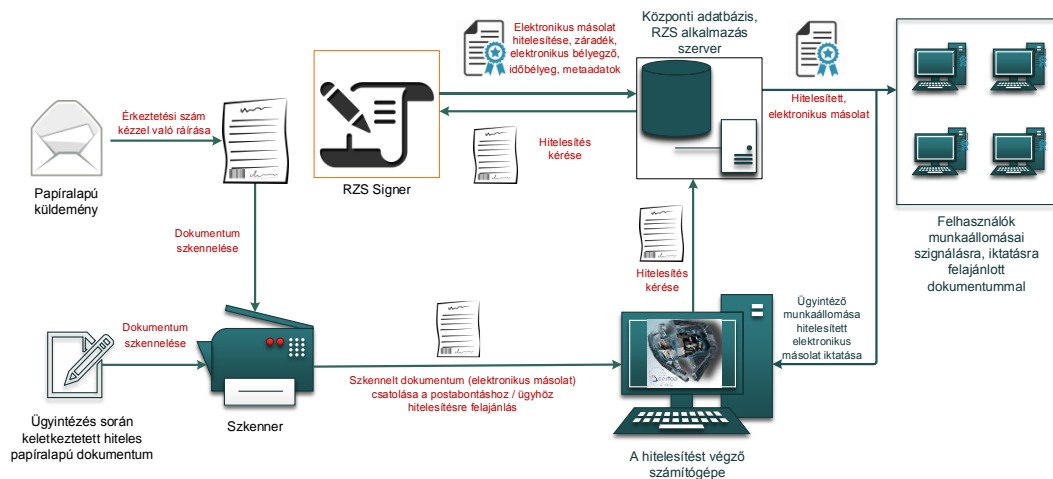 Központi adatbázis,
RZS alkalmazás
szerver
Elektronikus másolat
hitelesítése, záradék,
elektronikus bélyegző,
időbélyeg, metaadatok
Hitelesített,
elektronikus másolat
Érkeztetési szám
kézzel való ráírása
Hitelesítés
kérése
Papíralapú
küldemény
RZS Signer
Felhasználók
munkaállomásai
szignálásra, iktatásra
felajánlott
dokumentummal
Dokumentum
szkennelése
Hitelesítés
kérése
Ügyintéző
munkaállomása
hitelesített
elektronikus
másolat iktatása
Dokumentum
szkennelése
Szkennelt dokumentum (elektronikus másolat)
csatolása a postabontáshoz / ügyhöz
hitelesítésre felajánlás
Szkenner
Ügyintézés során
keletkeztetett hiteles
papíralapú dokumentum
A hitelesítést végző
számítógépe